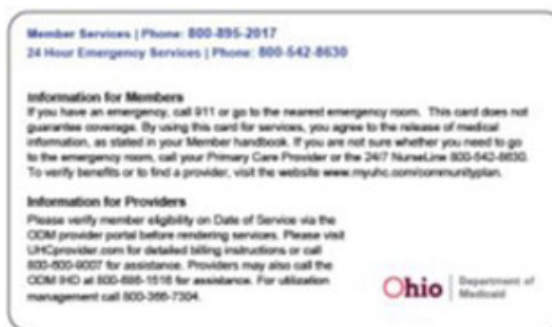 Member Services | Phone: 800-895-2017
24 Hour Emergency Services | Phone: 800-542-8630
Information for Members
If you have an emergency, call 911 or go to the nearest emergency room. This card does not
guarantee coverage. By using this card for services, you agree to the release of medical
information, as stated in your Member handbook. If you are not sure whether you need to go
to the emergency room, call your Primary Care Provider or the 24/7 NurseLine 800-542-8630.
To verify benefits or to find a provider, visit the website www.myuhc.com/communityplan.
Information for Providers
Please verify member eligibility on Date of Service via the
ODM provider portal before rendering services. Please visit
UHCprovider.com for detailed billing instructions or call
800-600-9007 for assistance. Providers may also call the
ODM IHD at 800-686-1516 for assistance. For utilization
management call 800-366-7304.
Ohio | Department of
Medicaid